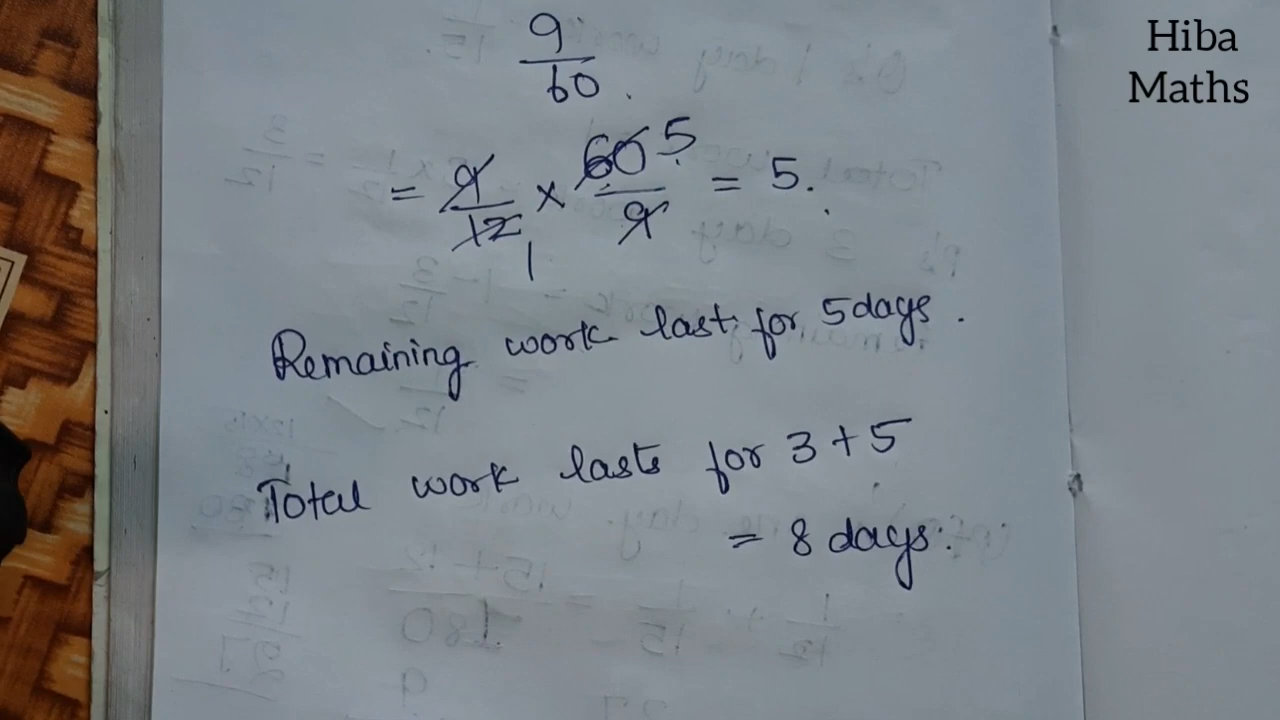 Hiba
Maths
9
60.
= 9/12 × 60/9 5 = 5.
1
Remaining work last for 5 days.
Total work lasts for 3 + 5
= 8 days.